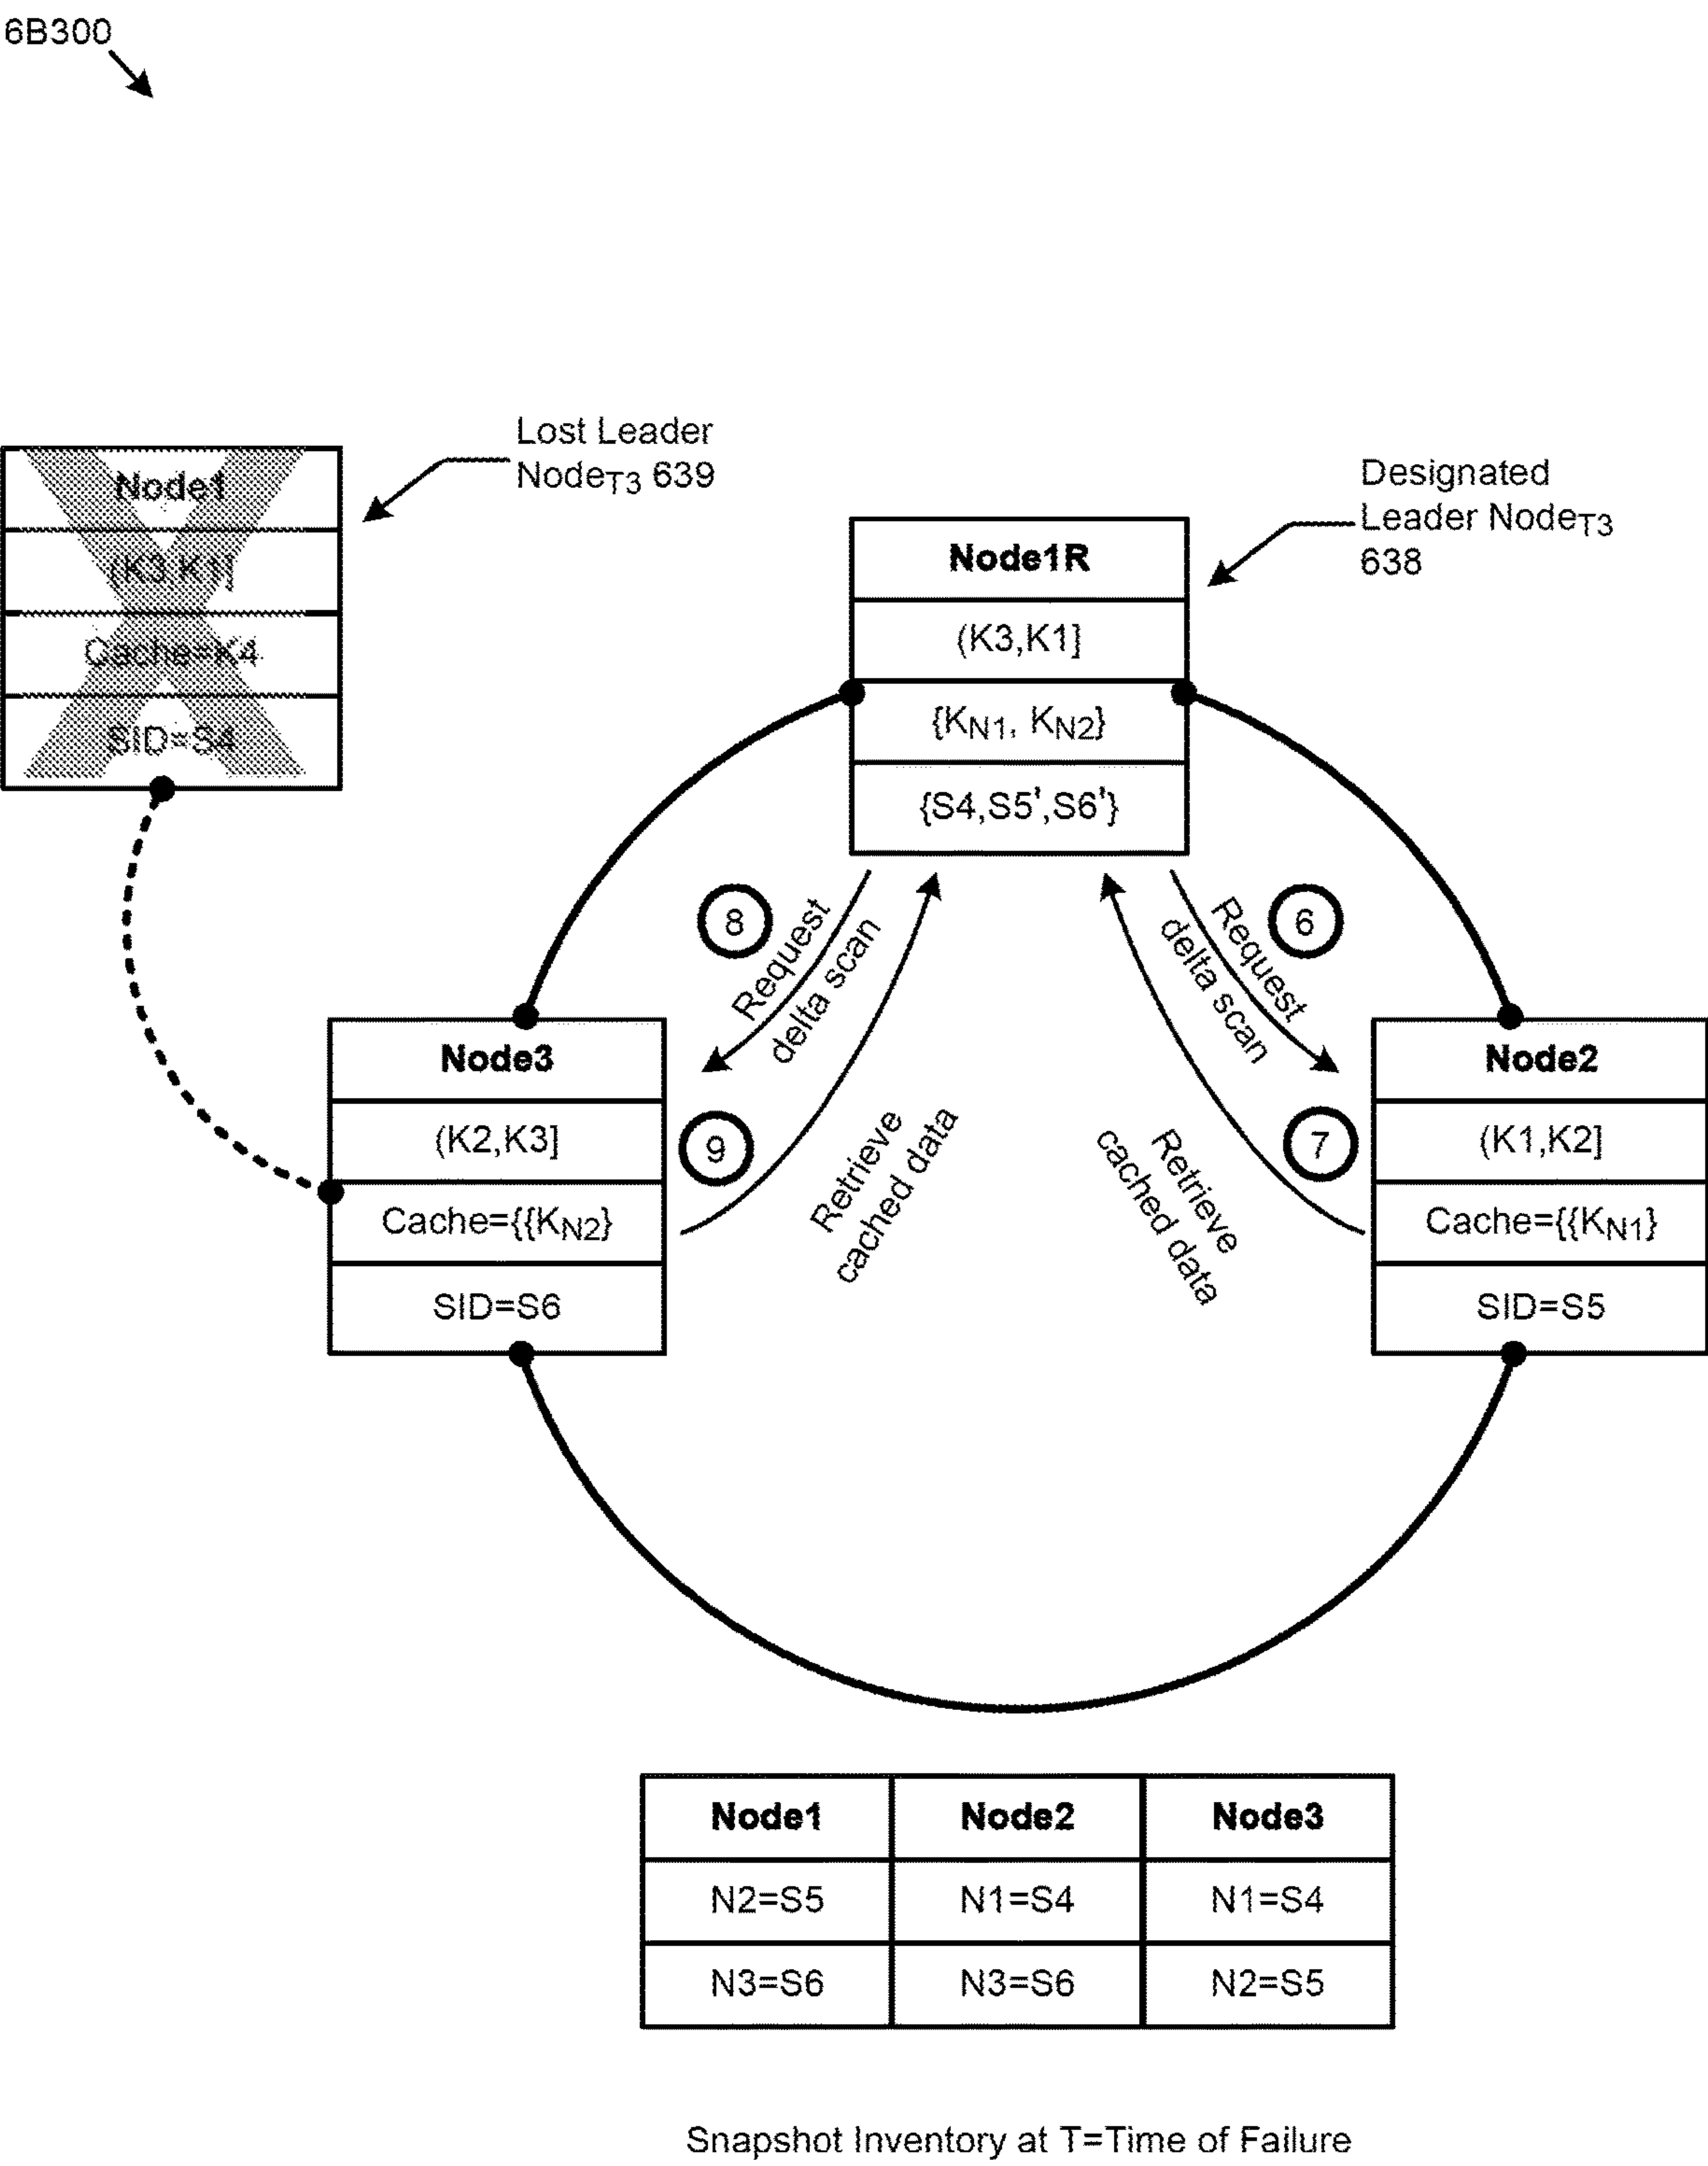 6B300
Lost Leader
NodeT3 639
Node1
(K3,K1]
Cache=K4
SID=S4
Designated
Leader NodeT3
638
Node1R
(K3,K1]
{KN1, KN2}
{S4,S5',S6'}
8
Request
delta scan
6
Request
delta scan
Node3
(K2,K3]
Cache={{KN2}
SID=S6
9
Retrieve
cached data
7
Retrieve
cached data
Node2
(K1,K2]
Cache={{KN1}
SID=S5
Node1 Node2 Node3
N2=S5 N1=S4 N1=S4
N3=S6 N3=S6 N2=S5
Snapshot Inventory at T=Time of Failure